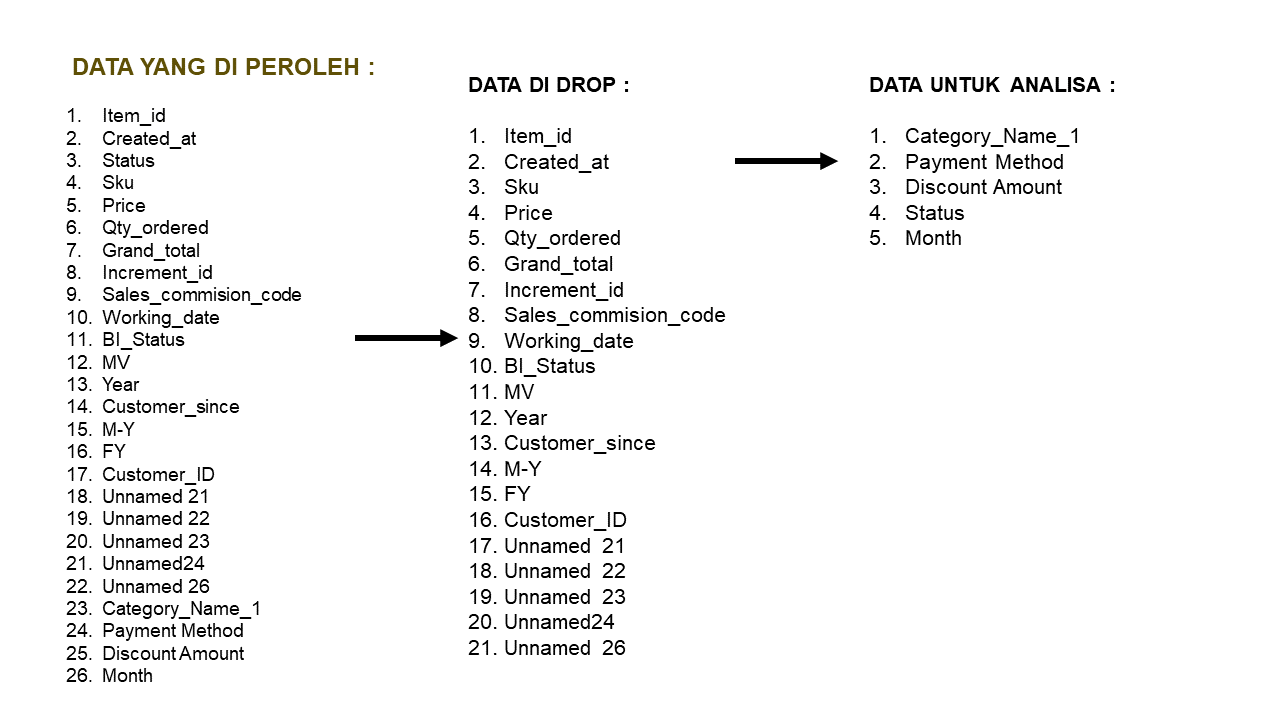 DATA YANG DI PEROLEH :
1. Item_id
2. Created_at
3. Status
4. Sku
5. Price
6. Qty_ordered
7. Grand_total
8. Increment_id
9. Sales_commision_code
10. Working_date
11. BI_Status
12. MV
13. Year
14. Customer_since
15. M-Y
16. FY
17. Customer_ID
18. Unnamed 21
19. Unnamed 22
20. Unnamed 23
21. Unnamed24
22. Unnamed 26
23. Category_Name_1
24. Payment Method
25. Discount Amount
26. Month
DATA DI DROP :
1. Item_id
2. Created_at
3. Sku
4. Price
5. Qty_ordered
6. Grand_total
7. Increment_id
8. Sales_commision_code
9. Working_date
10. BI_Status
11. MV
12. Year
13. Customer_since
14. M-Y
15. FY
16. Customer_ID
17. Unnamed 21
18. Unnamed 22
19. Unnamed 23
20. Unnamed24
21. Unnamed 26
DATA UNTUK ANALISA :
1. Category_Name_1
2. Payment Method
3. Discount Amount
4. Status
5. Month